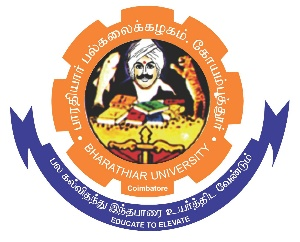 பாரதியார் பல்கலைக்கழகம், கோயம்புத்தூர்
BHARATHIAR UNIVERSITY
Coimbatore
பல கல்விதந்து இந்தபாரை உயர்த்திட வேண்டும்
EDUCATE TO ELEVATE